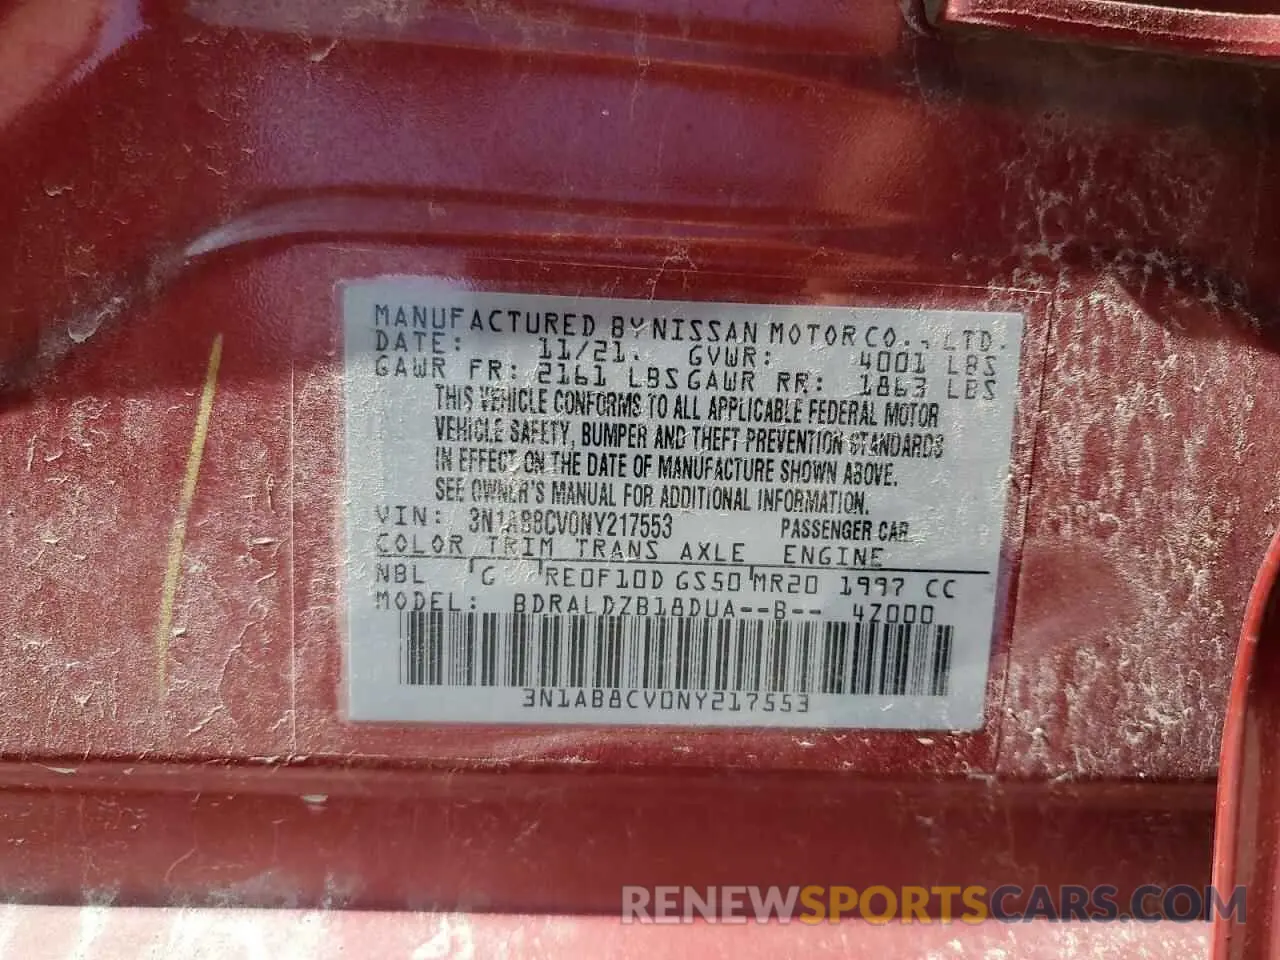 MANUFACTURED BY NISSAN MOTOR CO., LTD.
DATE: 11/21. GVWR: 4001 LBS
GAWR FR: 2161 LBS GAWR RR: 1863 LBS
THIS VEHICLE CONFORMS TO ALL APPLICABLE FEDERAL MOTOR
VEHICLE SAFETY, BUMPER AND THEFT PREVENTION STANDARDS
IN EFFECT ON THE DATE OF MANUFACTURE SHOWN ABOVE.
SEE OWNER'S MANUAL FOR ADDITIONAL INFORMATION.
VIN: 3N1AB8CV0NY217553 PASSENGER CAR
COLOR TRIM TRANS AXLE ENGINE
NBL G RE0F10D GS50 MR20 1997 CC
MODEL: BDRALDZB18DUA--B-- 4Z000
3N1AB8CV0NY217553
RENEWSPORTSCARS.COM